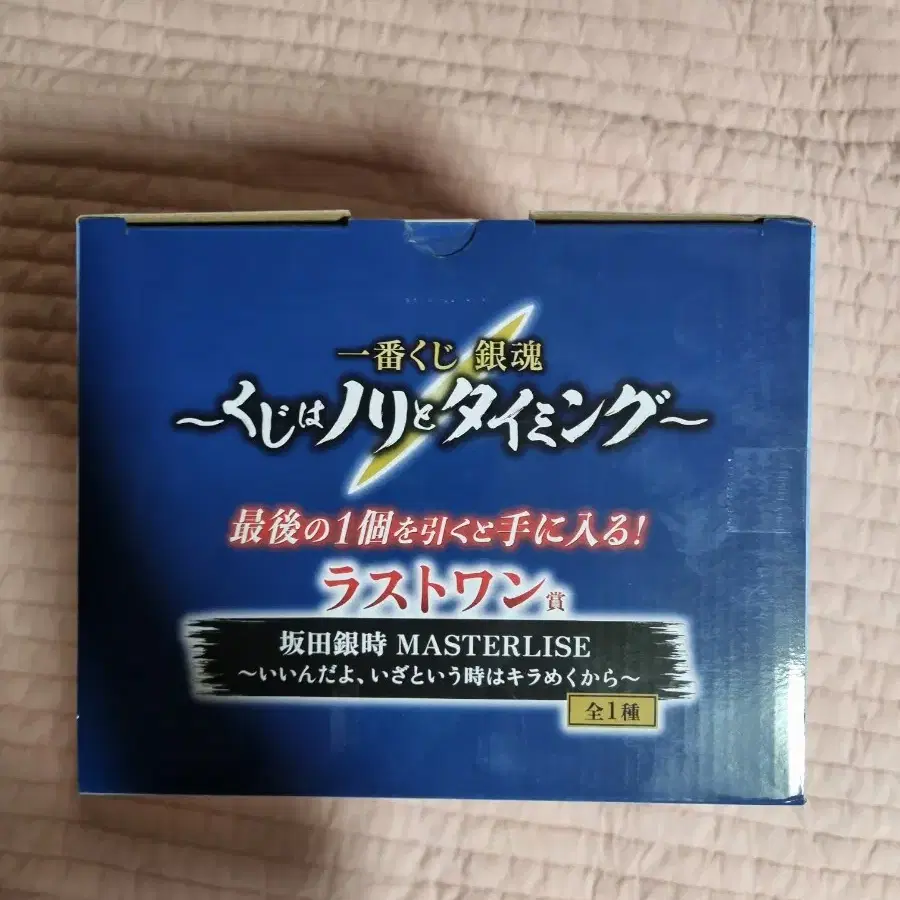 一番くじ 銀魂
～くじはノリとタイミング～
最後の1個を引くと手に入る!
ラストワン賞
坂田銀時 MASTERLISE
～いいんだよ、いざという時はキラめくから～
全1種